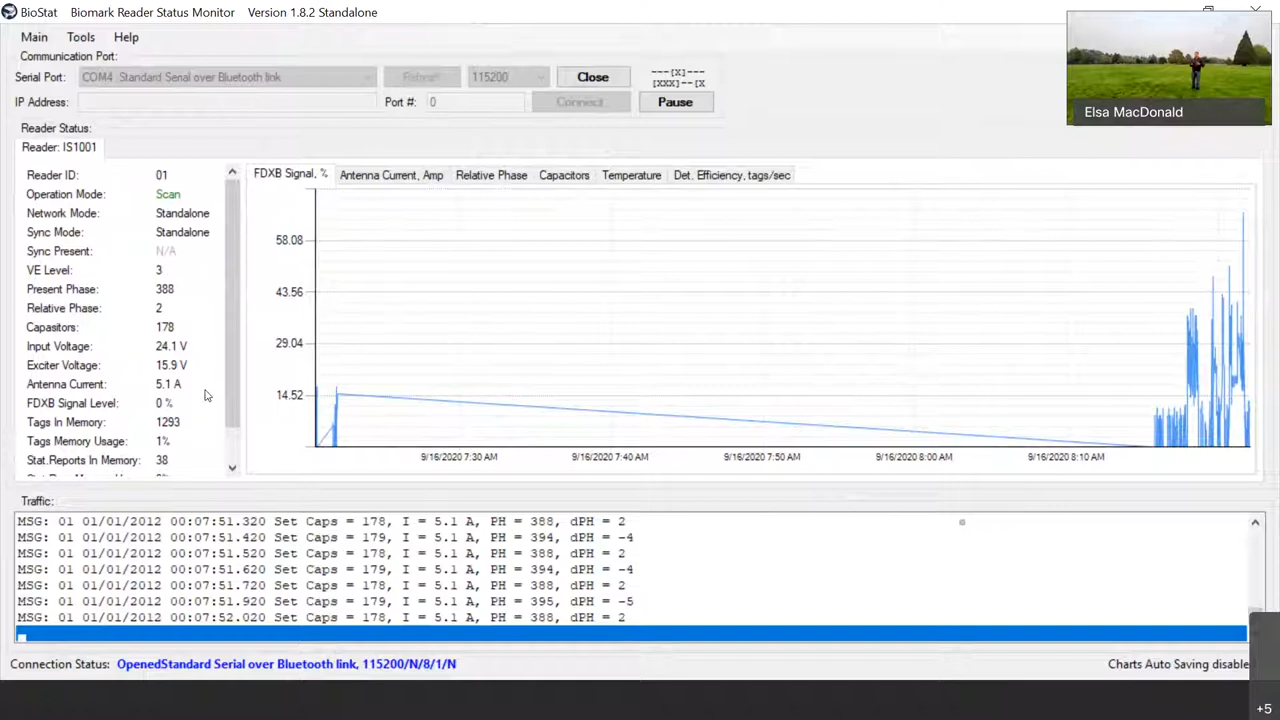 BioStat Biomark Reader Status Monitor Version 1.8.2 Standalone
Main Tools Help
Communication Port:
Serial Port: COM4 Standard Serial over Bluetooth link Refresh 115200 Close ---[X]---
[XXX]--[X
IP Address: Port #: 0 Connect Pause
Elsa MacDonald
Reader Status:
Reader: IS1001
Reader ID: 01
Operation Mode: Scan
Network Mode: Standalone
Sync Mode: Standalone
Sync Present: N/A
VE Level: 3
Present Phase: 388
Relative Phase: 2
Capasitors: 178
Input Voltage: 24.1 V
Exciter Voltage: 15.9 V
Antenna Current: 5.1 A
FDXB Signal Level: 0 %
Tags In Memory: 1293
Tags Memory Usage: 1%
Stat.Reports In Memory: 38
FDXB Signal, % Antenna Current, Amp Relative Phase Capacitors Temperature Det. Efficiency, tags/sec
58.08
43.56
29.04
14.52
9/16/2020 7:30 AM 9/16/2020 7:40 AM 9/16/2020 7:50 AM 9/16/2020 8:00 AM 9/16/2020 8:10 AM
Traffic:
MSG: 01 01/01/2012 00:07:51.320 Set Caps = 178, I = 5.1 A, PH = 388, dPH = 2
MSG: 01 01/01/2012 00:07:51.420 Set Caps = 179, I = 5.1 A, PH = 394, dPH = -4
MSG: 01 01/01/2012 00:07:51.520 Set Caps = 178, I = 5.1 A, PH = 388, dPH = 2
MSG: 01 01/01/2012 00:07:51.620 Set Caps = 179, I = 5.1 A, PH = 394, dPH = -4
MSG: 01 01/01/2012 00:07:51.720 Set Caps = 178, I = 5.1 A, PH = 388, dPH = 2
MSG: 01 01/01/2012 00:07:51.920 Set Caps = 179, I = 5.1 A, PH = 395, dPH = -5
MSG: 01 01/01/2012 00:07:52.020 Set Caps = 178, I = 5.1 A, PH = 388, dPH = 2
Connection Status: OpenedStandard Serial over Bluetooth link, 115200/N/8/1/N Charts Auto Saving disable
+5